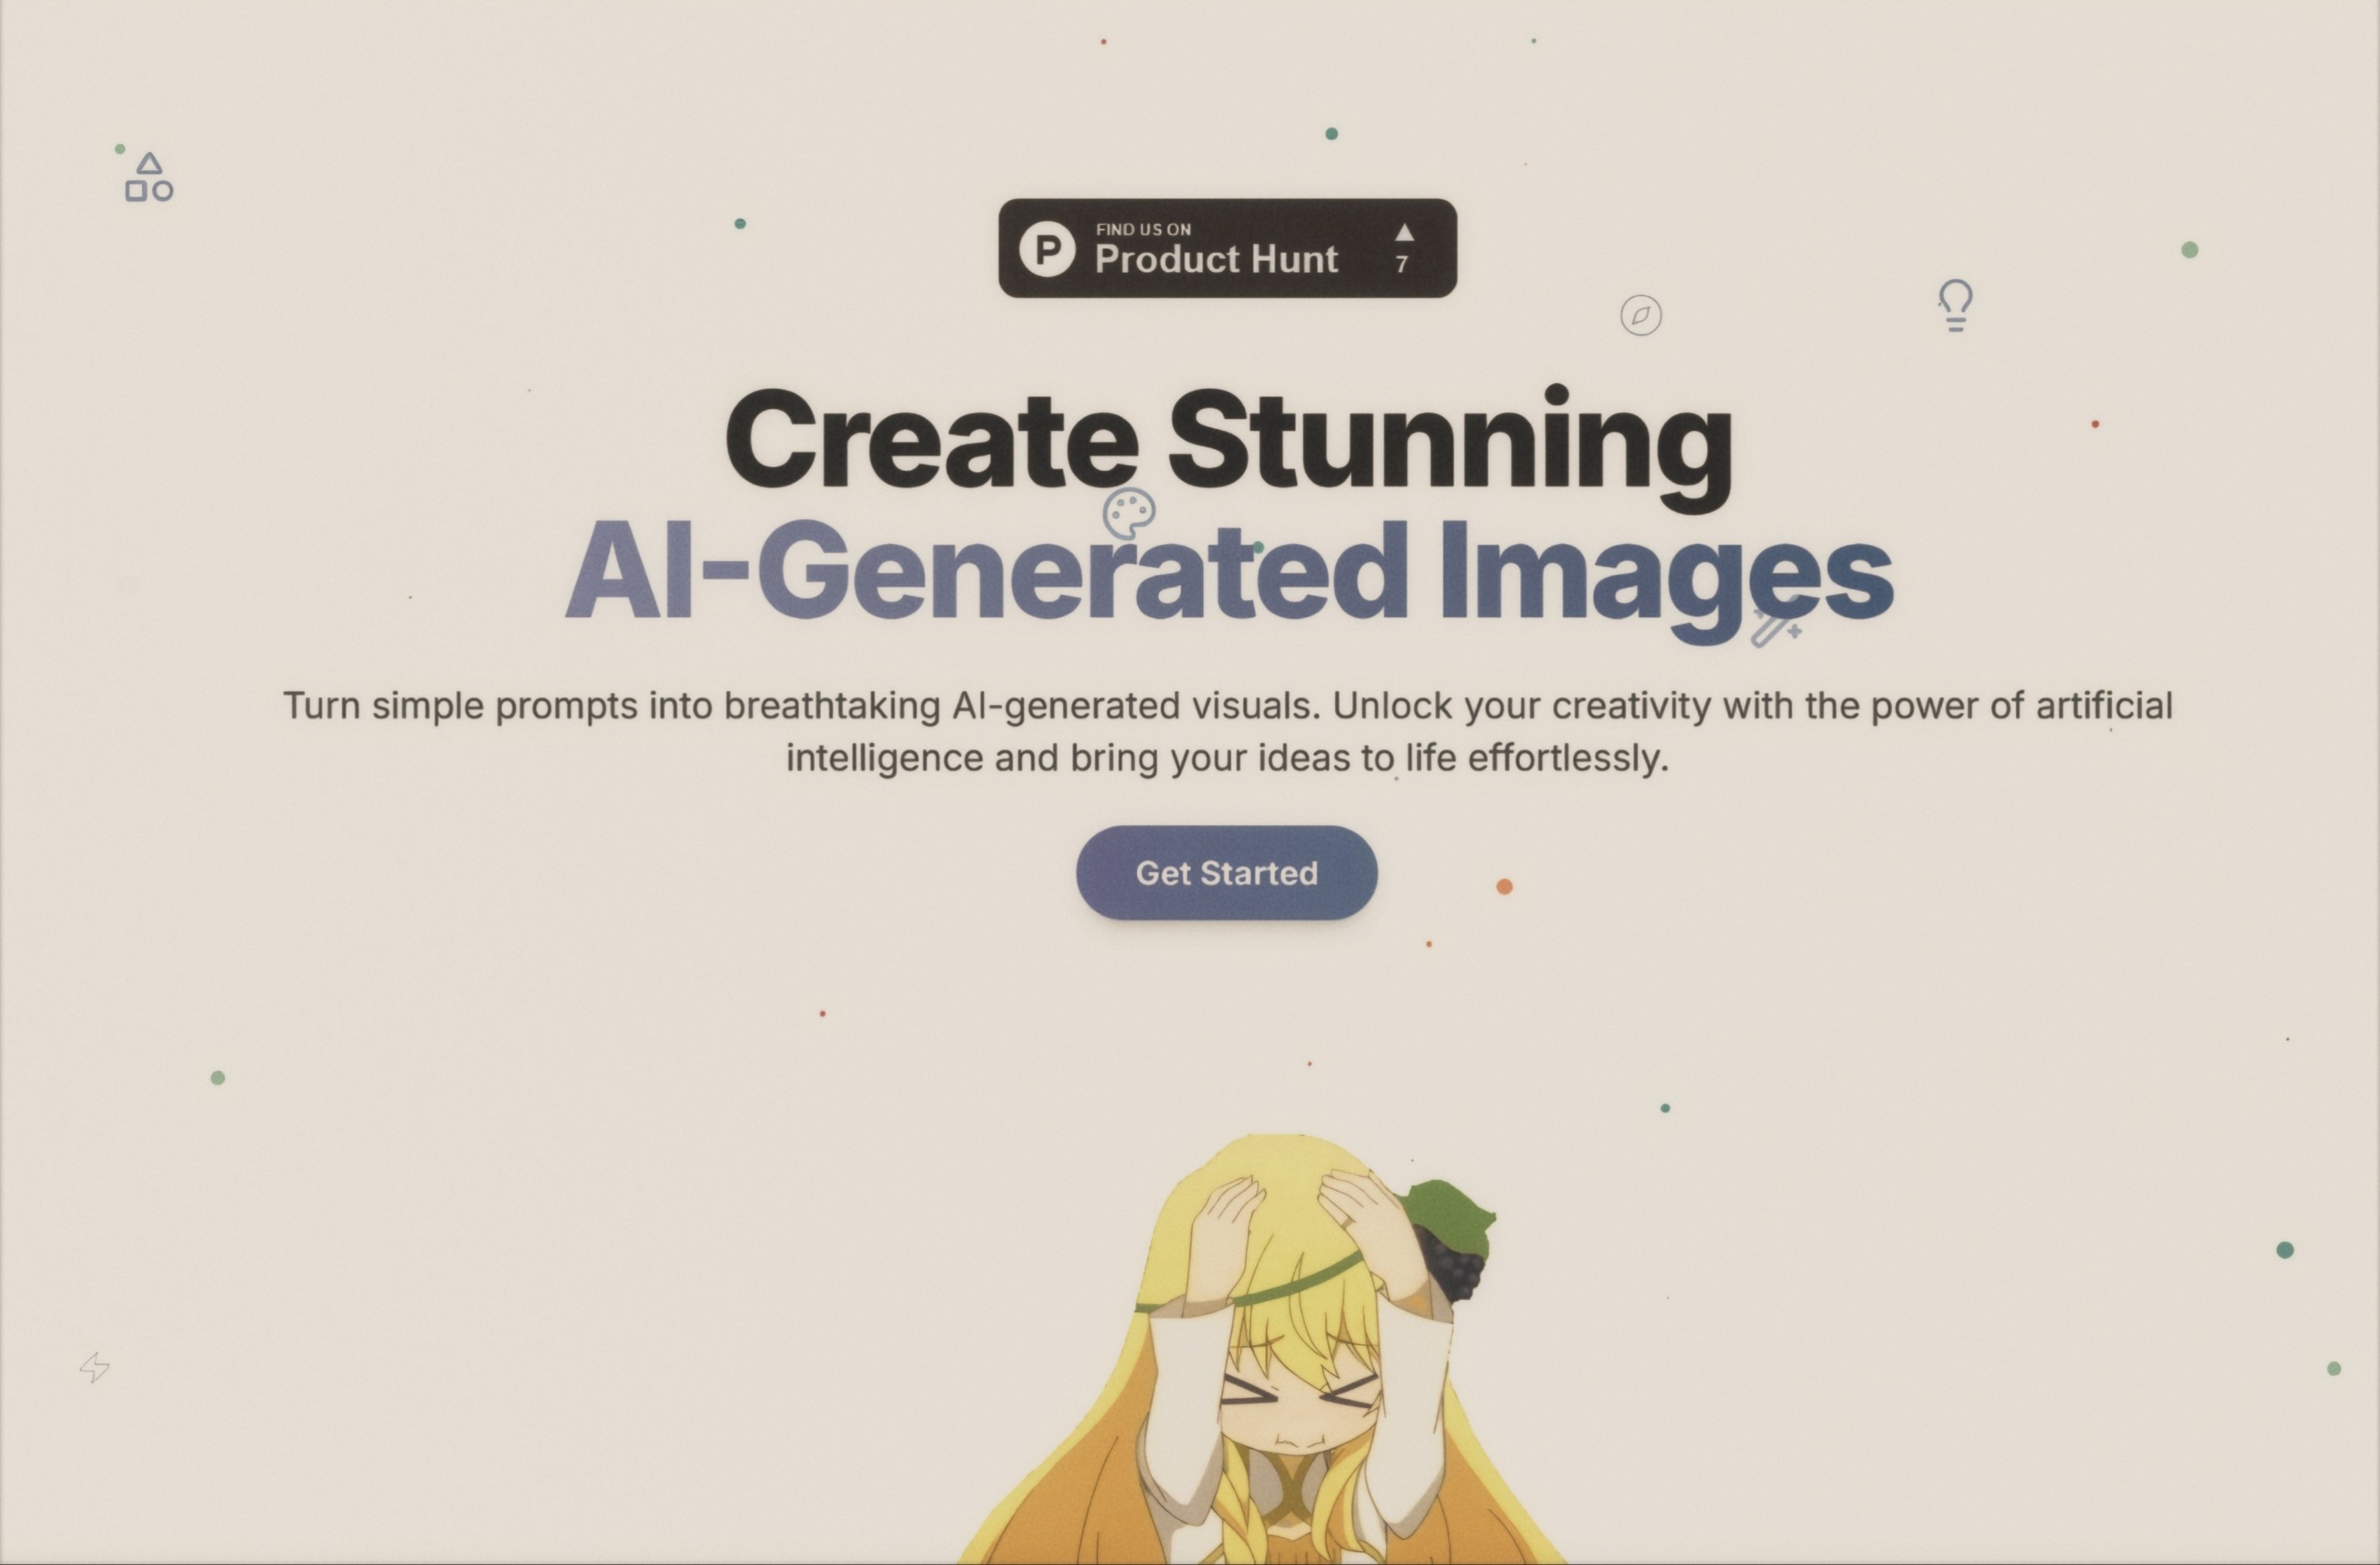 FIND US ON
Product Hunt
7
Create Stunning
AI-Generated Images
Turn simple prompts into breathtaking AI-generated visuals. Unlock your creativity with the power of artificial
intelligence and bring your ideas to life effortlessly.
Get Started